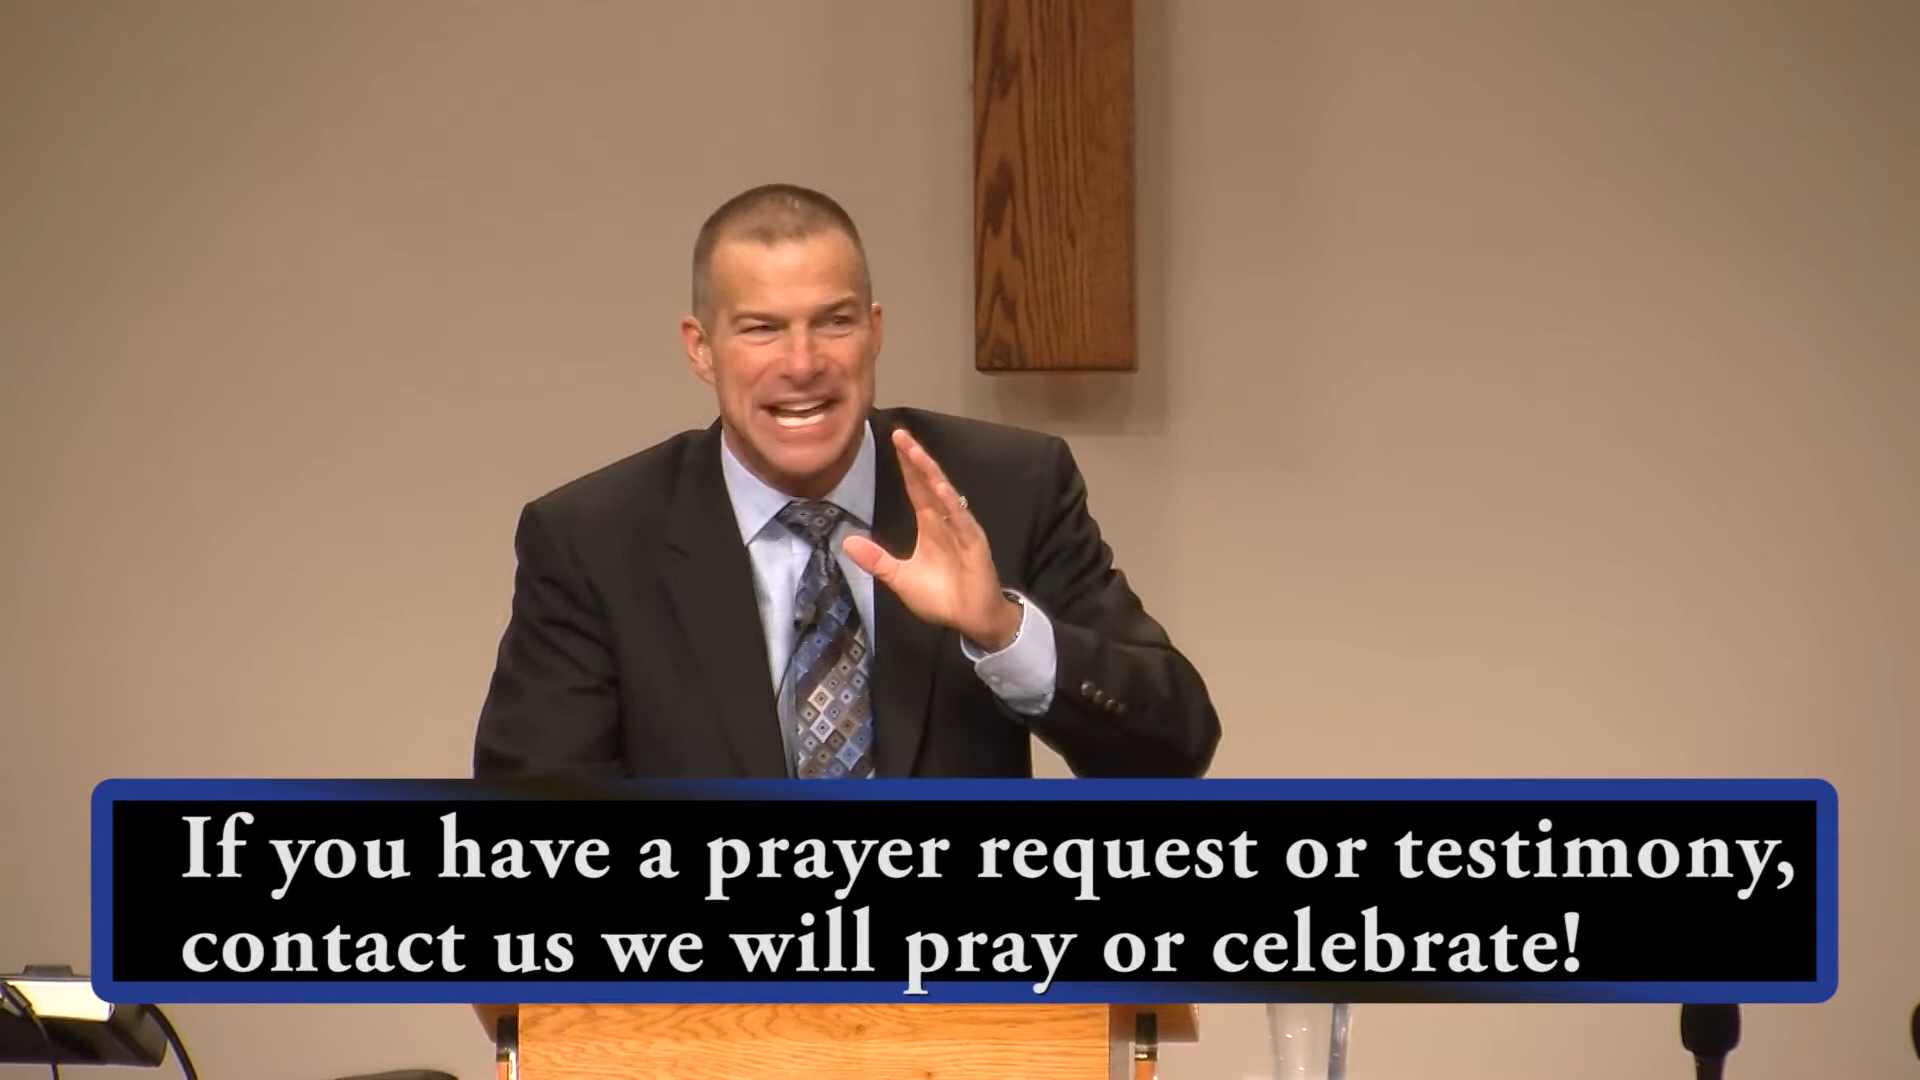 If you have a prayer request or testimony,
contact us we will pray or celebrate!